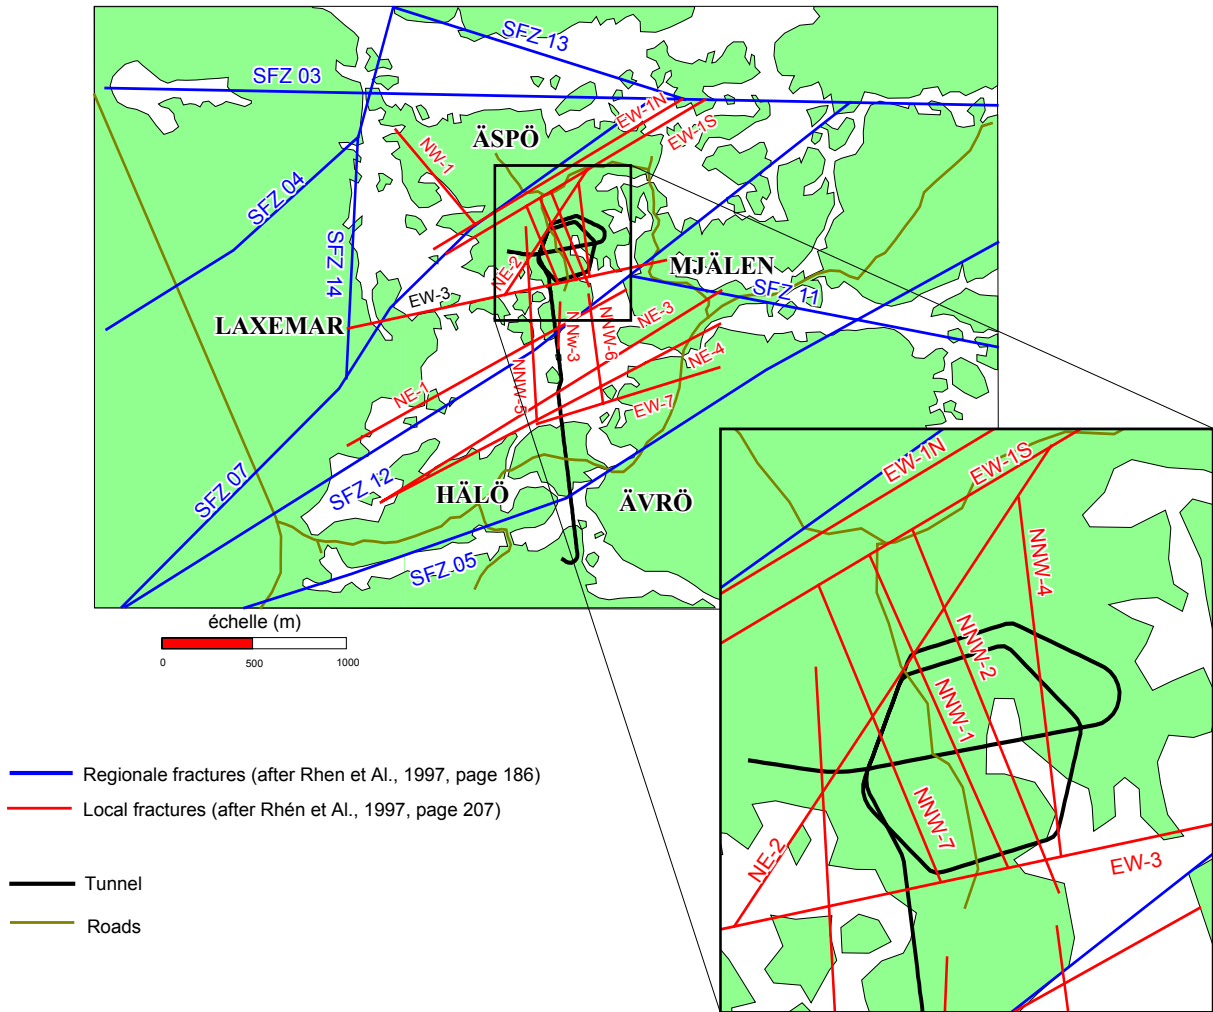 SFZ 13
SFZ 03
EW-1N
EW-1S
ÄSPÖ
NW-1
SFZ 04
SFZ 14
NE-2
MJÄLEN
EW-3
SFZ 11
LAXEMAR
NNW-3
NNW-6
NE-3
NE-4
NNW-5
NE-1
EW-7
SFZ 07
SFZ 12
HÄLÖ
ÄVRÖ
SFZ 05
échelle (m)
0 500 1000
EW-1N
EW-1S
NNW-4
NNW-2
NNW-1
NNW-7
NE-2
EW-3
Regionale fractures (after Rhen et Al., 1997, page 186)
Local fractures (after Rhén et Al., 1997, page 207)
Tunnel
Roads